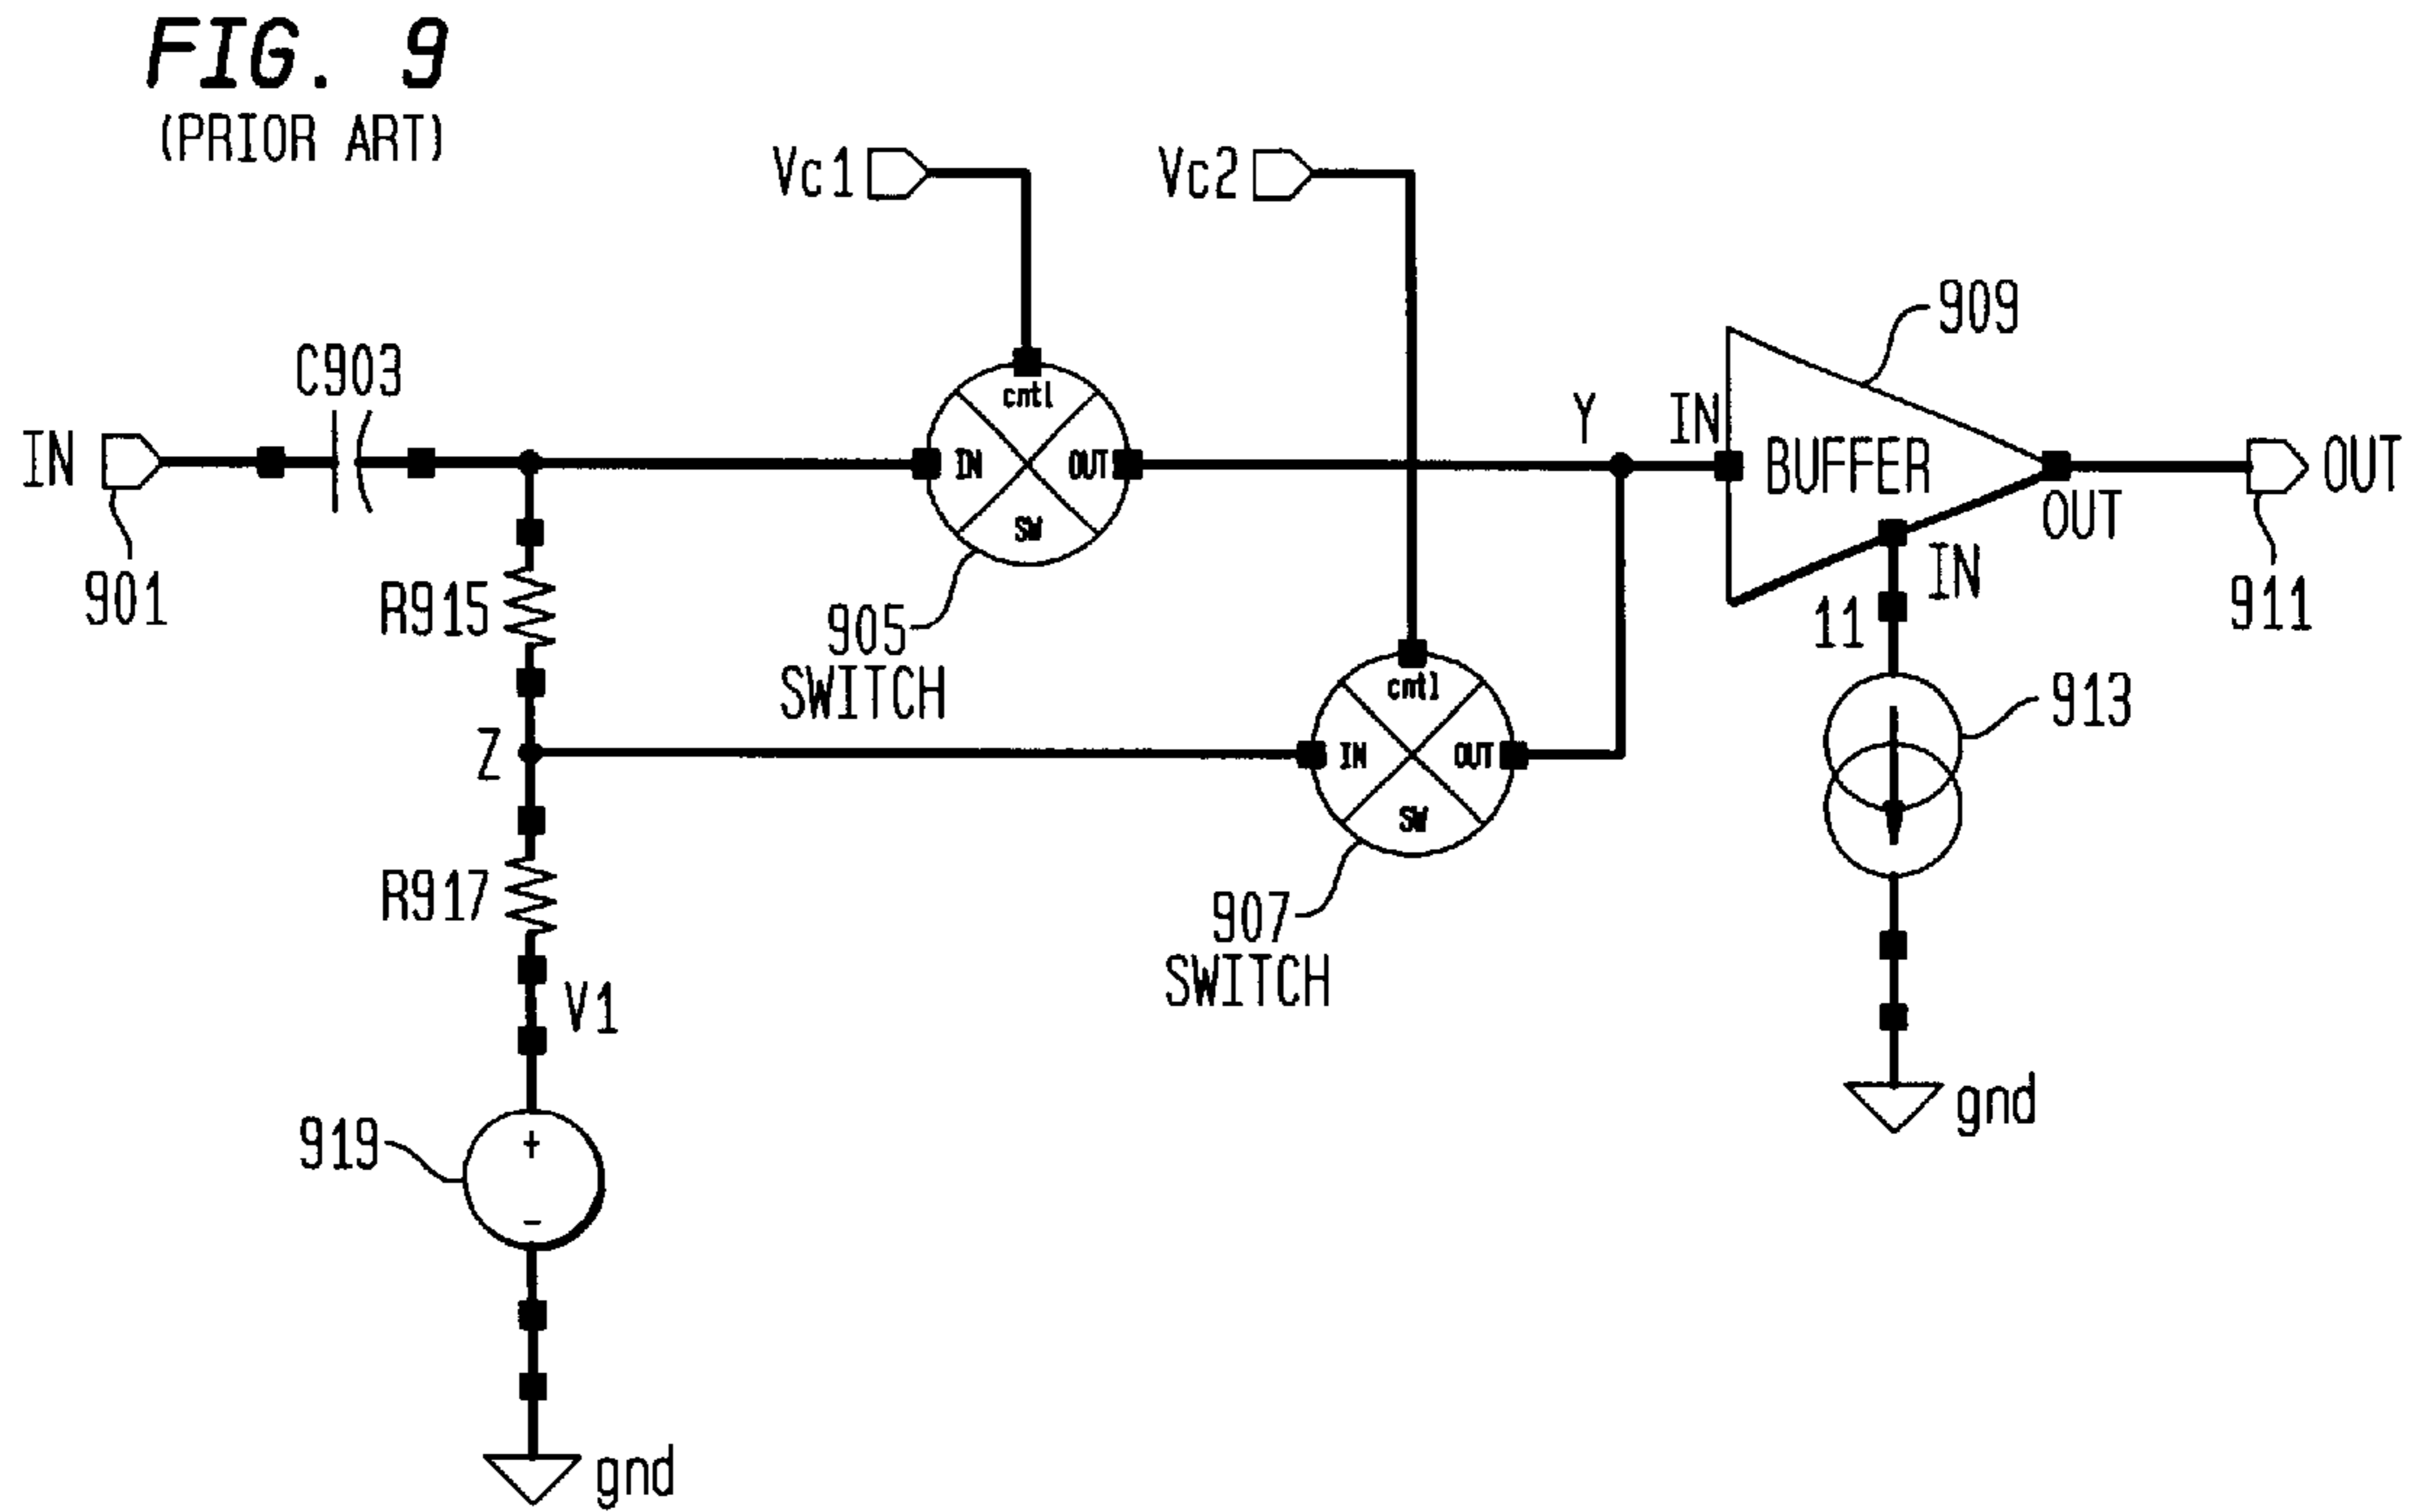 FIG. 9
(PRIOR ART)
Vc1
Vc2
909
C903
cntl
Y
IN
IN
IN
OUT
BUFFER
OUT
SW
OUT
901
R915
905
SWITCH
11
IN
911
cntl
913
Z
IN
OUT
SW
R917
907
SWITCH
V1
gnd
919
+
-
gnd